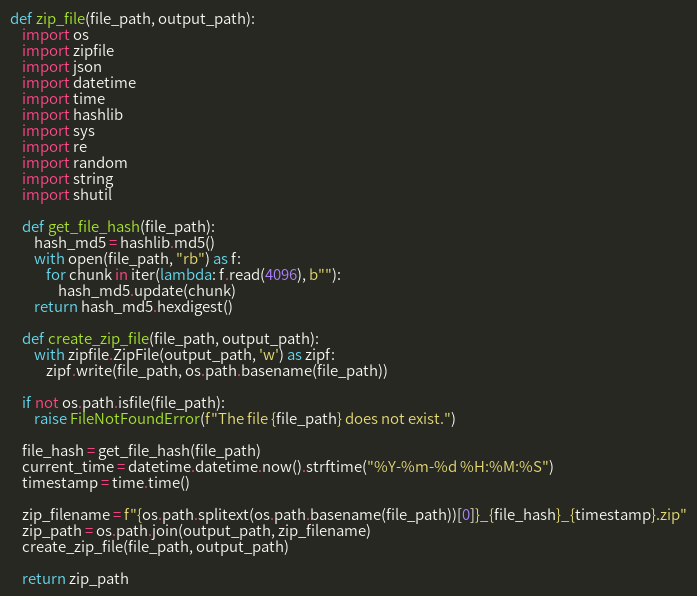 def zip_file(file_path, output_path):
    import os
    import zipfile
    import json
    import datetime
    import time
    import hashlib
    import sys
    import re
    import random
    import string
    import shutil

    def get_file_hash(file_path):
        hash_md5 = hashlib.md5()
        with open(file_path, "rb") as f:
            for chunk in iter(lambda: f.read(4096), b""):
                hash_md5.update(chunk)
        return hash_md5.hexdigest()

    def create_zip_file(file_path, output_path):
        with zipfile.ZipFile(output_path, 'w') as zipf:
            zipf.write(file_path, os.path.basename(file_path))

    if not os.path.isfile(file_path):
        raise FileNotFoundError(f"The file {file_path} does not exist.")

    file_hash = get_file_hash(file_path)
    current_time = datetime.datetime.now().strftime("%Y-%m-%d %H:%M:%S")
    timestamp = time.time()

    zip_filename = f"{os.path.splitext(os.path.basename(file_path))[0]}_{file_hash}_{timestamp}.zip"
    zip_path = os.path.join(output_path, zip_filename)
    create_zip_file(file_path, output_path)

    return zip_path